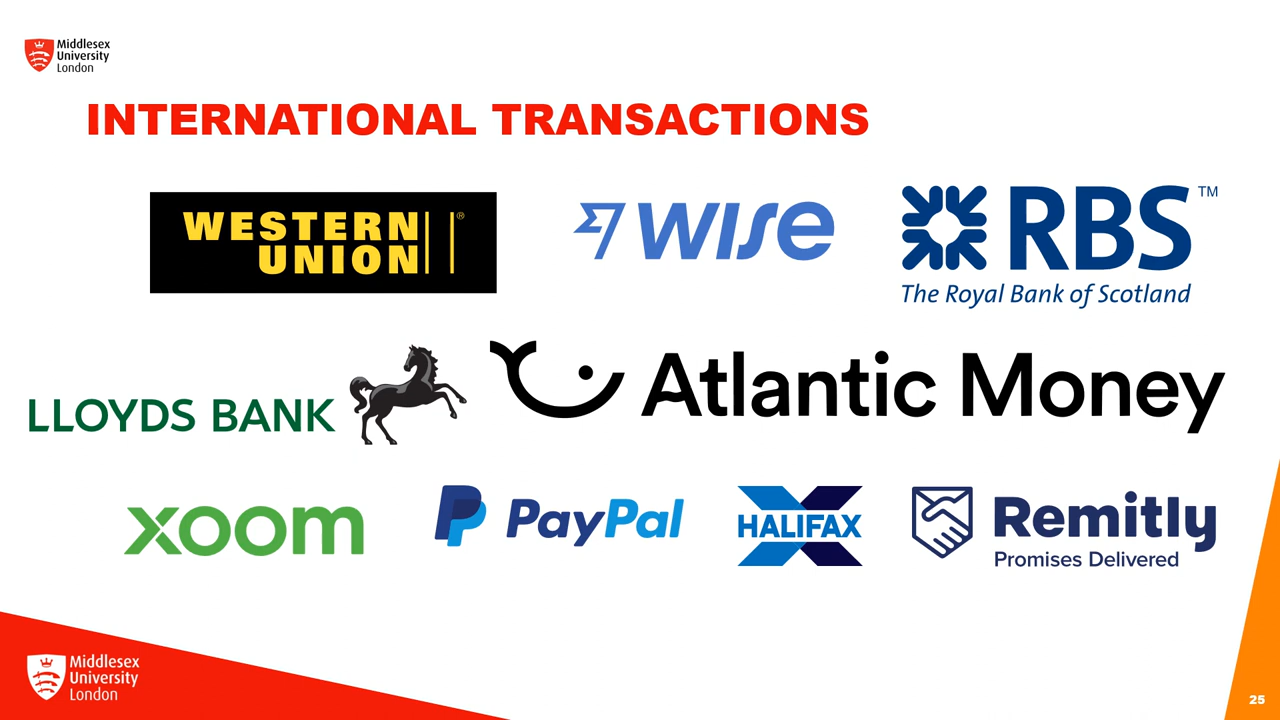 Middlesex
University
London
INTERNATIONAL TRANSACTIONS
WESTERN
UNION ®
WISE
RBS ™
The Royal Bank of Scotland
LLOYDS BANK
Atlantic Money
xoom
PayPal
HALIFAX
Remitly
Promises Delivered
Middlesex
University
London
25